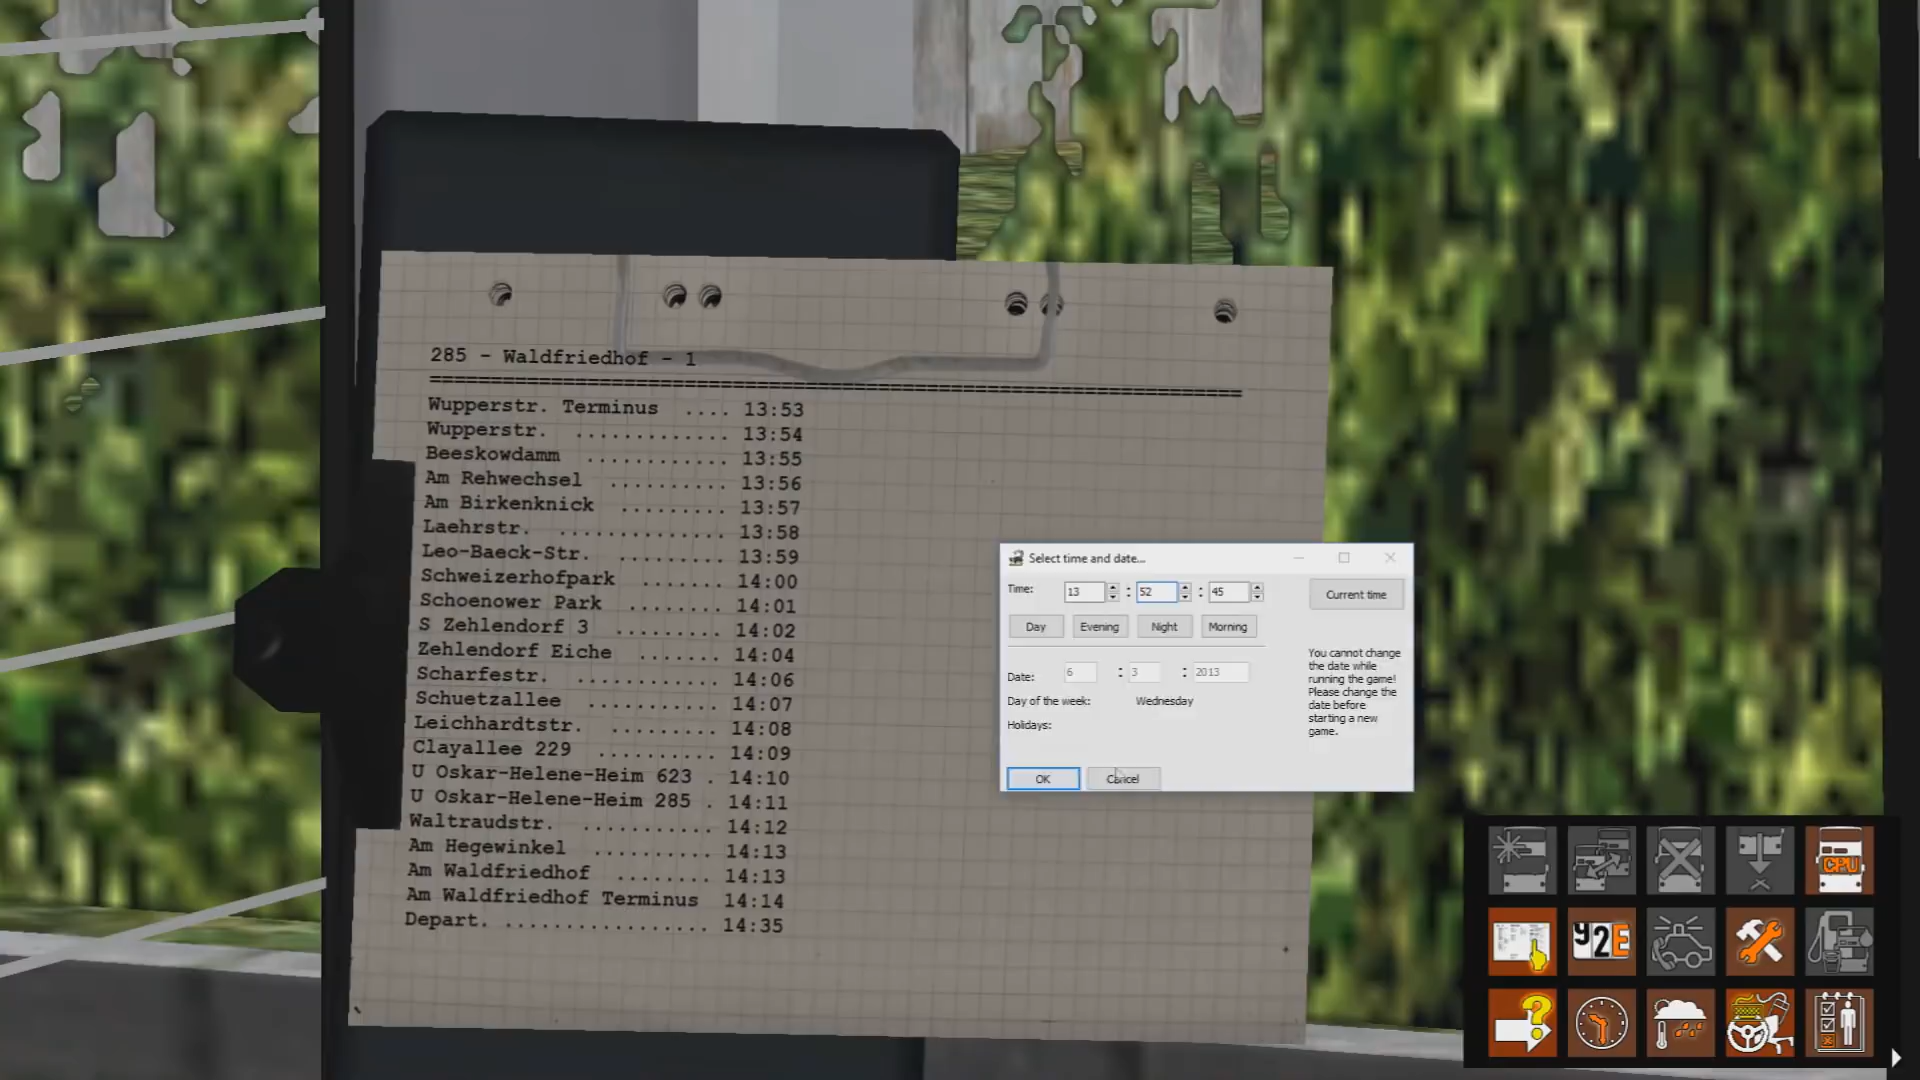 285 - Waldfriedhof - 1
================================================================
Wupperstr. Terminus .... 13:53
Wupperstr. ............. 13:54
Beeskowdamm ............ 13:55
Am Rehwechsel .......... 13:56
Am Birkenknick ......... 13:57
Laehrstr. .............. 13:58
Leo-Baeck-Str. ......... 13:59
Schweizerhofpark ....... 14:00
Schoenower Park ........ 14:01
S Zehlendorf 3 ......... 14:02
Zehlendorf Eiche ....... 14:04
Scharfestr. ............ 14:06
Schuetzallee ........... 14:07
Leichhardtstr. ......... 14:08
Clayallee 229 .......... 14:09
U Oskar-Helene-Heim 623 . 14:10
U Oskar-Helene-Heim 285 . 14:11
Waltraudstr. ........... 14:12
Am Hegewinkel .......... 14:13
Am Waldfriedhof ........ 14:13
Am Waldfriedhof Terminus 14:14
Depart. ................. 14:35
Select time and date...
Time: 13 : 52 : 45
Current time
Day Evening Night Morning
Date: 6 : 3 : 2013
Day of the week: Wednesday
Holidays:
You cannot change
the date while
running the game!
Please change the
date before
starting a new
game.
OK Cancel
CPU
92E
?